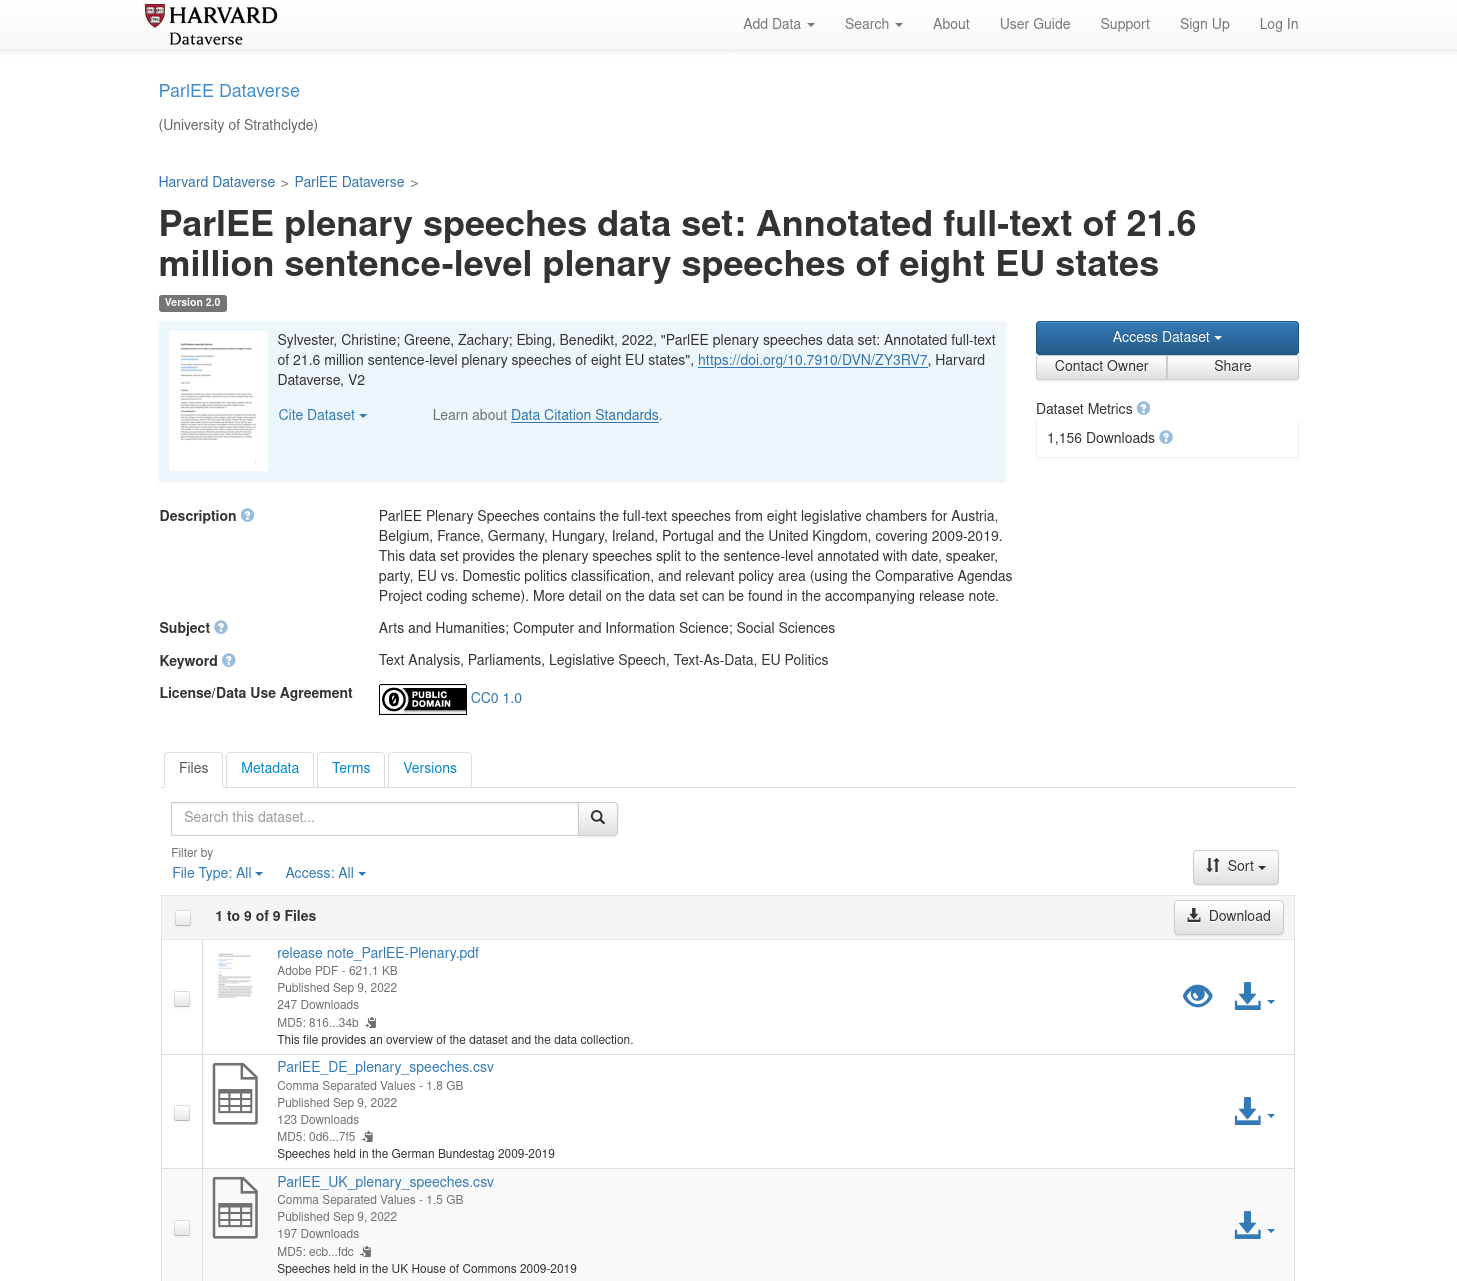 HARVARD
Dataverse
Add Data
Search
About
User Guide
Support
Sign Up
Log In
ParlEE Dataverse
(University of Strathclyde)
Harvard Dataverse > ParlEE Dataverse >
ParlEE plenary speeches data set: Annotated full-text of 21.6
million sentence-level plenary speeches of eight EU states
Version 2.0
Sylvester, Christine; Greene, Zachary; Ebing, Benedikt, 2022, "ParlEE plenary speeches data set: Annotated full-text
of 21.6 million sentence-level plenary speeches of eight EU states", https://doi.org/10.7910/DVN/ZY3RV7, Harvard
Dataverse, V2
Cite Dataset
Learn about Data Citation Standards.
Access Dataset
Contact Owner
Share
Dataset Metrics
1,156 Downloads
Description
ParlEE Plenary Speeches contains the full-text speeches from eight legislative chambers for Austria,
Belgium, France, Germany, Hungary, Ireland, Portugal and the United Kingdom, covering 2009-2019.
This data set provides the plenary speeches split to the sentence-level annotated with date, speaker,
party, EU vs. Domestic politics classification, and relevant policy area (using the Comparative Agendas
Project coding scheme). More detail on the data set can be found in the accompanying release note.
Subject
Arts and Humanities; Computer and Information Science; Social Sciences
Keyword
Text Analysis, Parliaments, Legislative Speech, Text-As-Data, EU Politics
License/Data Use Agreement
PUBLIC
DOMAIN
CC0 1.0
Files
Metadata
Terms
Versions
Search this dataset...
Filter by
File Type: All
Access: All
Sort
1 to 9 of 9 Files
Download
release note_ParlEE-Plenary.pdf
Adobe PDF - 621.1 KB
Published Sep 9, 2022
247 Downloads
MD5: 816...34b
This file provides an overview of the dataset and the data collection.
ParlEE_DE_plenary_speeches.csv
Comma Separated Values - 1.8 GB
Published Sep 9, 2022
123 Downloads
MD5: 0d6...7f5
Speeches held in the German Bundestag 2009-2019
ParlEE_UK_plenary_speeches.csv
Comma Separated Values - 1.5 GB
Published Sep 9, 2022
197 Downloads
MD5: ecb...fdc
Speeches held in the UK House of Commons 2009-2019